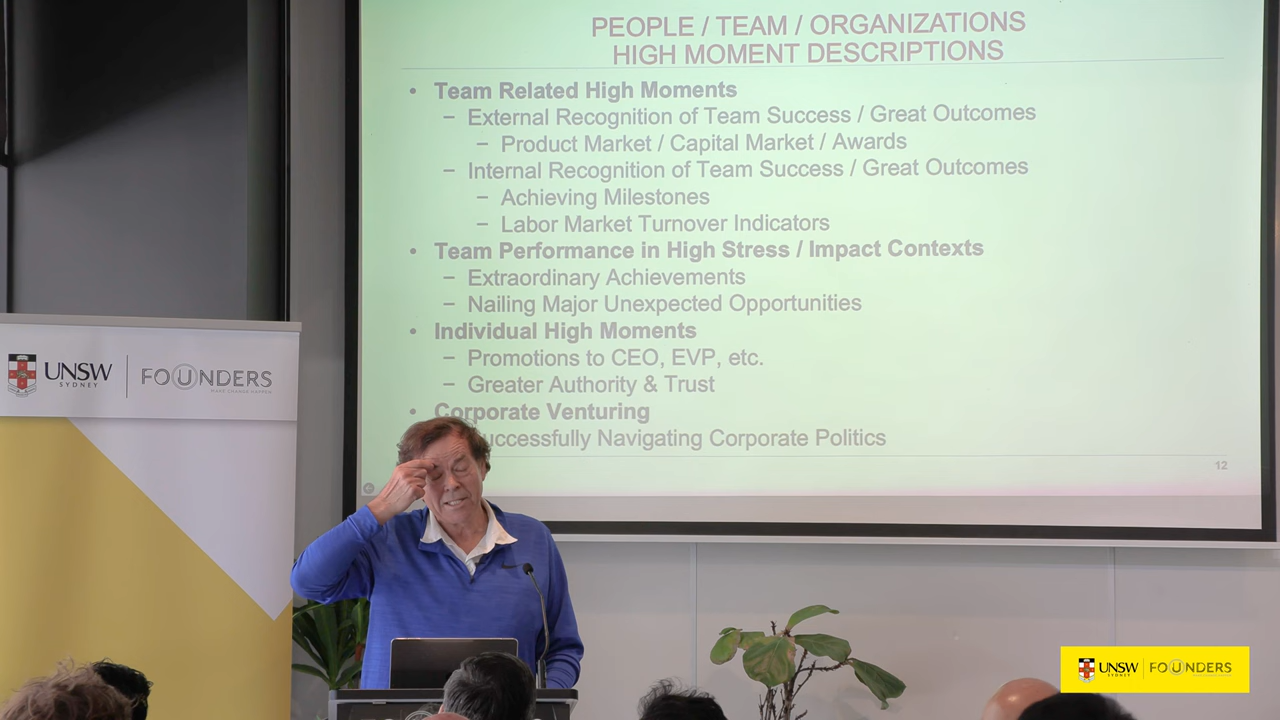 PEOPLE / TEAM / ORGANIZATIONS
HIGH MOMENT DESCRIPTIONS
• Team Related High Moments
– External Recognition of Team Success / Great Outcomes
– Product Market / Capital Market / Awards
– Internal Recognition of Team Success / Great Outcomes
– Achieving Milestones
– Labor Market Turnover Indicators
• Team Performance in High Stress / Impact Contexts
– Extraordinary Achievements
– Nailing Major Unexpected Opportunities
• Individual High Moments
– Promotions to CEO, EVP, etc.
– Greater Authority & Trust
• Corporate Venturing
uccessfully Navigating Corporate Politics
12
UNSW
SYDNEY
FOUNDERS
MAKE CHANGE HAPPEN
UNSW
SYDNEY
FOUNDERS